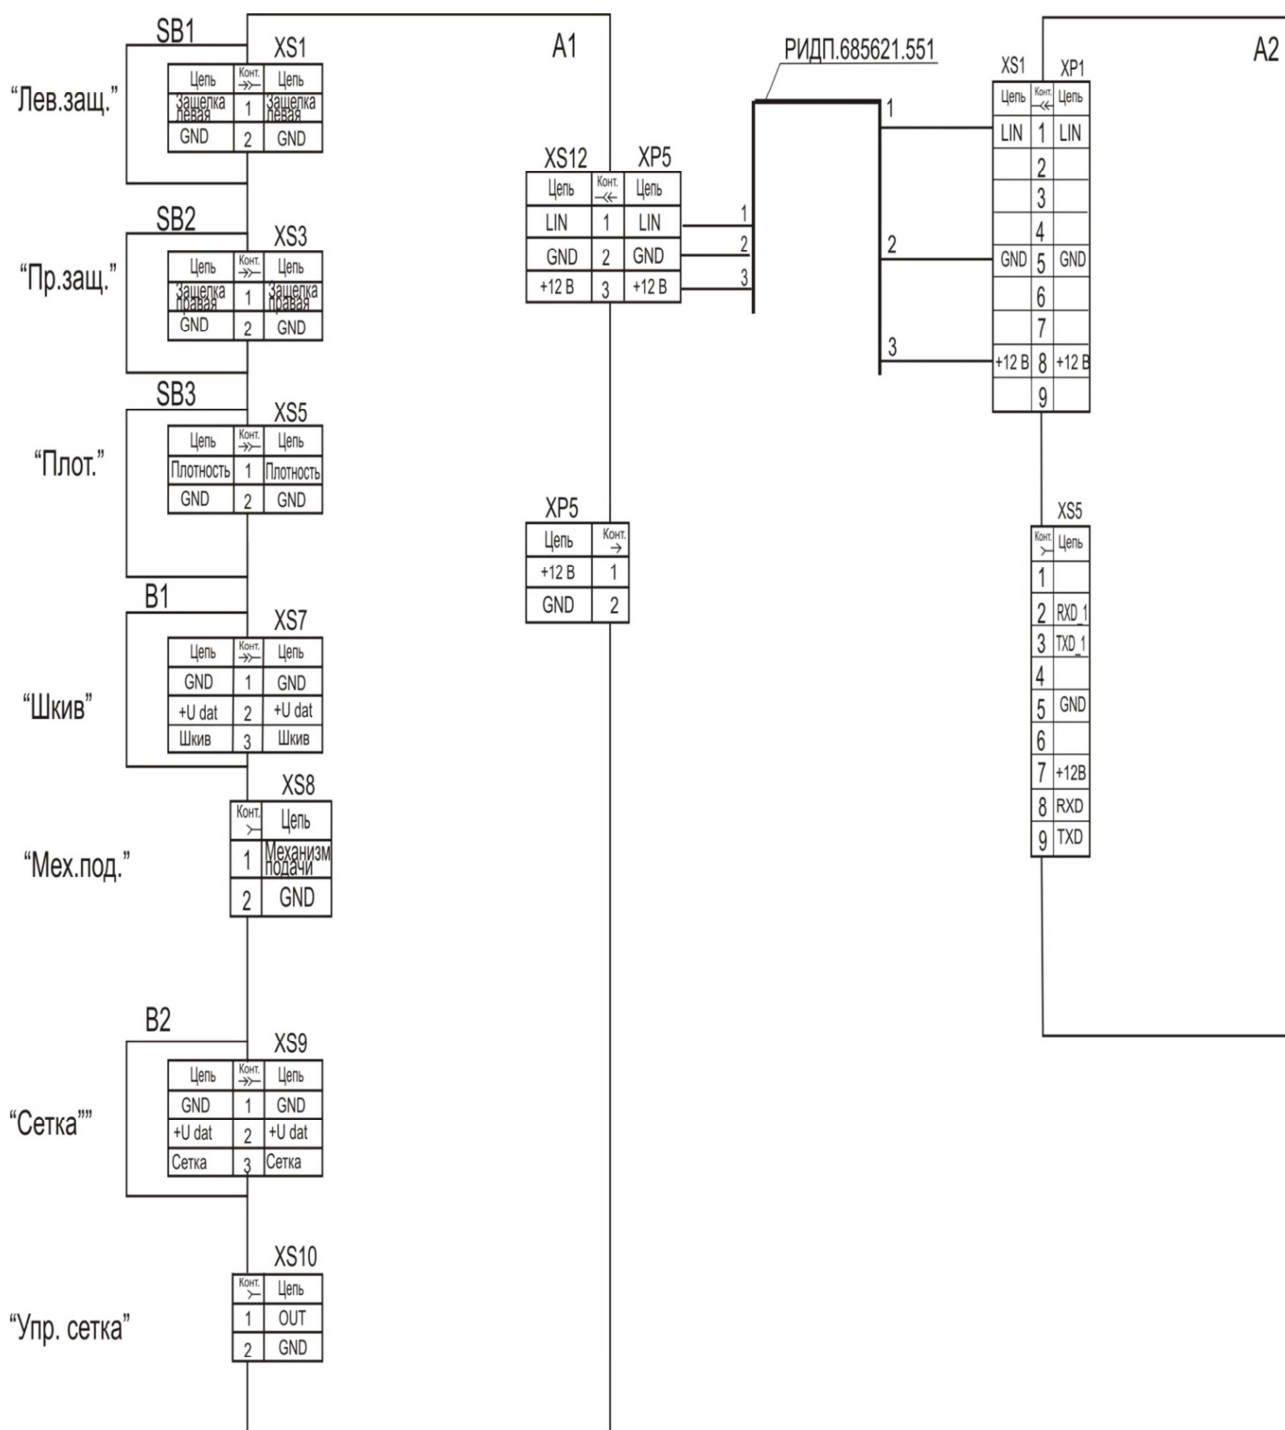 SB1
XS1
"Лев.защ."
Цепь Конт. Цепь
Защелка левая 1 Защелка левая
GND 2 GND
SB2
XS3
"Пр.защ."
Цепь Конт. Цепь
Защелка правая 1 Защелка правая
GND 2 GND
SB3
XS5
"Плот."
Цепь Конт. Цепь
Плотность 1 Плотность
GND 2 GND
B1
XS7
"Шкив"
Цепь Конт. Цепь
GND 1 GND
+U dat 2 +U dat
Шкив 3 Шкив
XS8
"Мех.под."
Конт. Цепь
1 Механизм подачи
2 GND
B2
XS9
"Сетка""
Цепь Конт. Цепь
GND 1 GND
+U dat 2 +U dat
Сетка 3 Сетка
XS10
"Упр. сетка"
Конт. Цепь
1 OUT
2 GND
A1
XS12 XP5
Цепь Конт. Цепь
LIN 1 LIN
GND 2 GND
+12 В 3 +12 В
1
2
3
XP5
Цепь Конт.
+12 В 1
GND 2
РИДП.685621.551
1
2
3
A2
XS1 XP1
Цепь Конт. Цепь
LIN 1 LIN
2
3
4
GND 5 GND
6
7
+12 В 8 +12 В
9
XS5
Конт. Цепь
1
2 RXD_1
3 TXD_1
4
5 GND
6
7 +12В
8 RXD
9 TXD